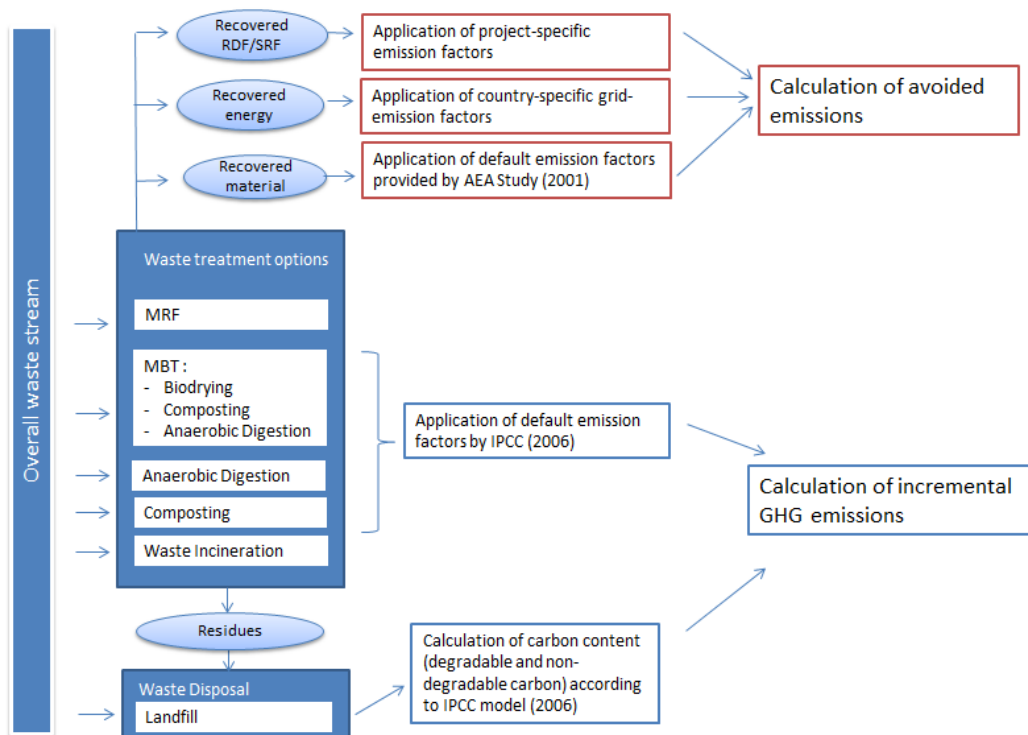 Overall waste stream
Recovered
RDF/SRF
Application of project-specific
emission factors
Recovered
energy
Application of country-specific grid-
emission factors
Recovered
material
Application of default emission factors
provided by AEA Study (2001)
Calculation of avoided
emissions
Waste treatment options
MRF
MBT :
- Biodrying
- Composting
- Anaerobic Digestion
Anaerobic Digestion
Composting
Waste Incineration
Application of default emission
factors by IPCC (2006)
Calculation of incremental
GHG emissions
Residues
Waste Disposal
Landfill
Calculation of carbon content
(degradable and non-
degradable carbon) according
to IPCC model (2006)